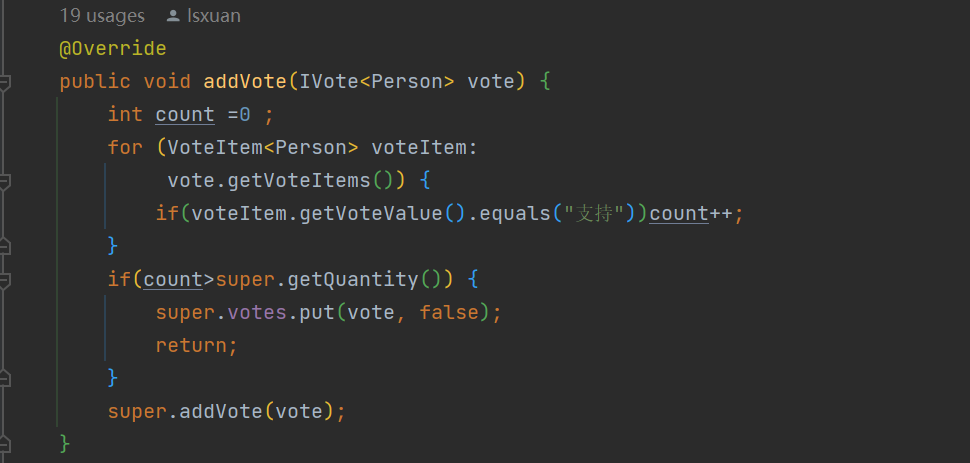 19 usages lsxuan
@Override
public void addVote(IVote<Person> vote) {
int count =0 ;
for (VoteItem<Person> voteItem:
vote.getVoteItems()) {
if(voteItem.getVoteValue().equals("支持"))count++;
}
if(count>super.getQuantity()) {
super.votes.put(vote, false);
return;
}
super.addVote(vote);
}